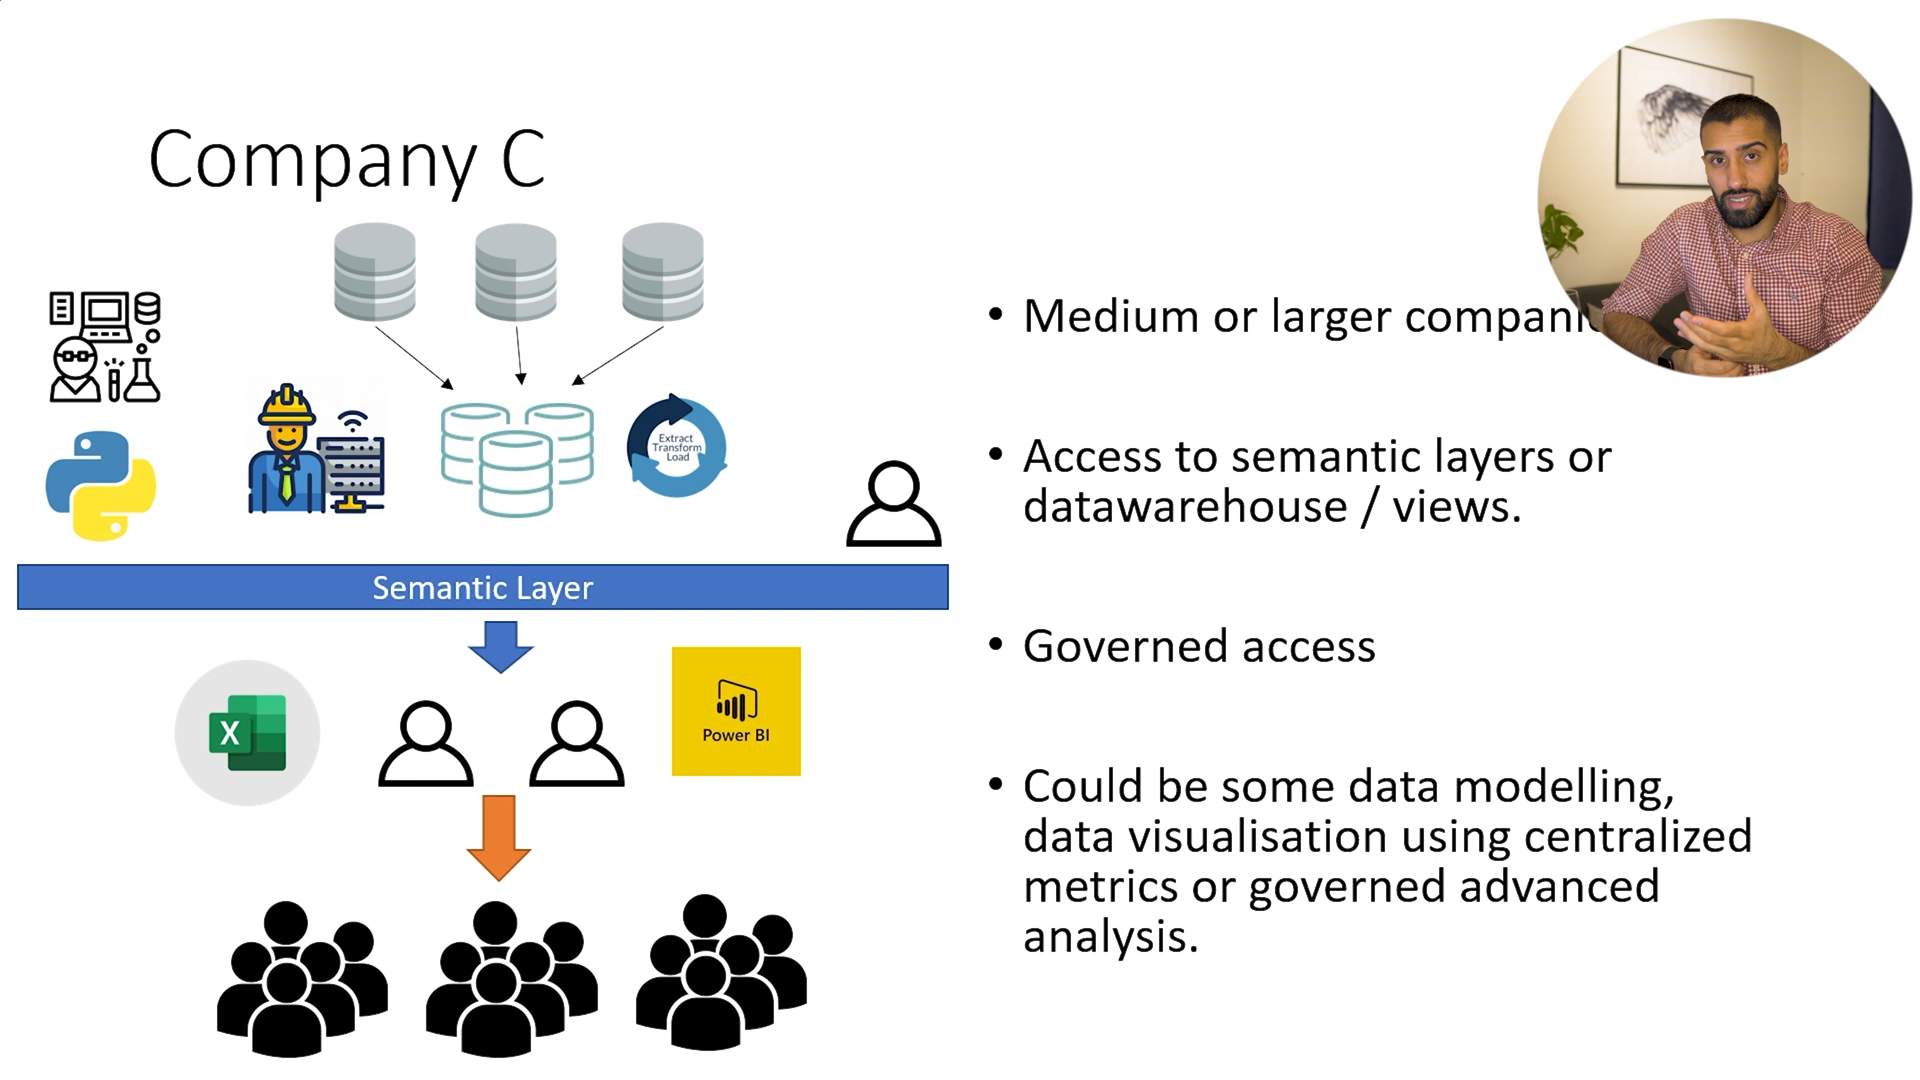 Company C
Extract
Transform
Load
Semantic Layer
X
Power BI
• Medium or larger
• Access to semantic layers or
datawarehouse / views.
• Governed access
• Could be some data modelling,
data visualisation using centralized
metrics or governed advanced
analysis.